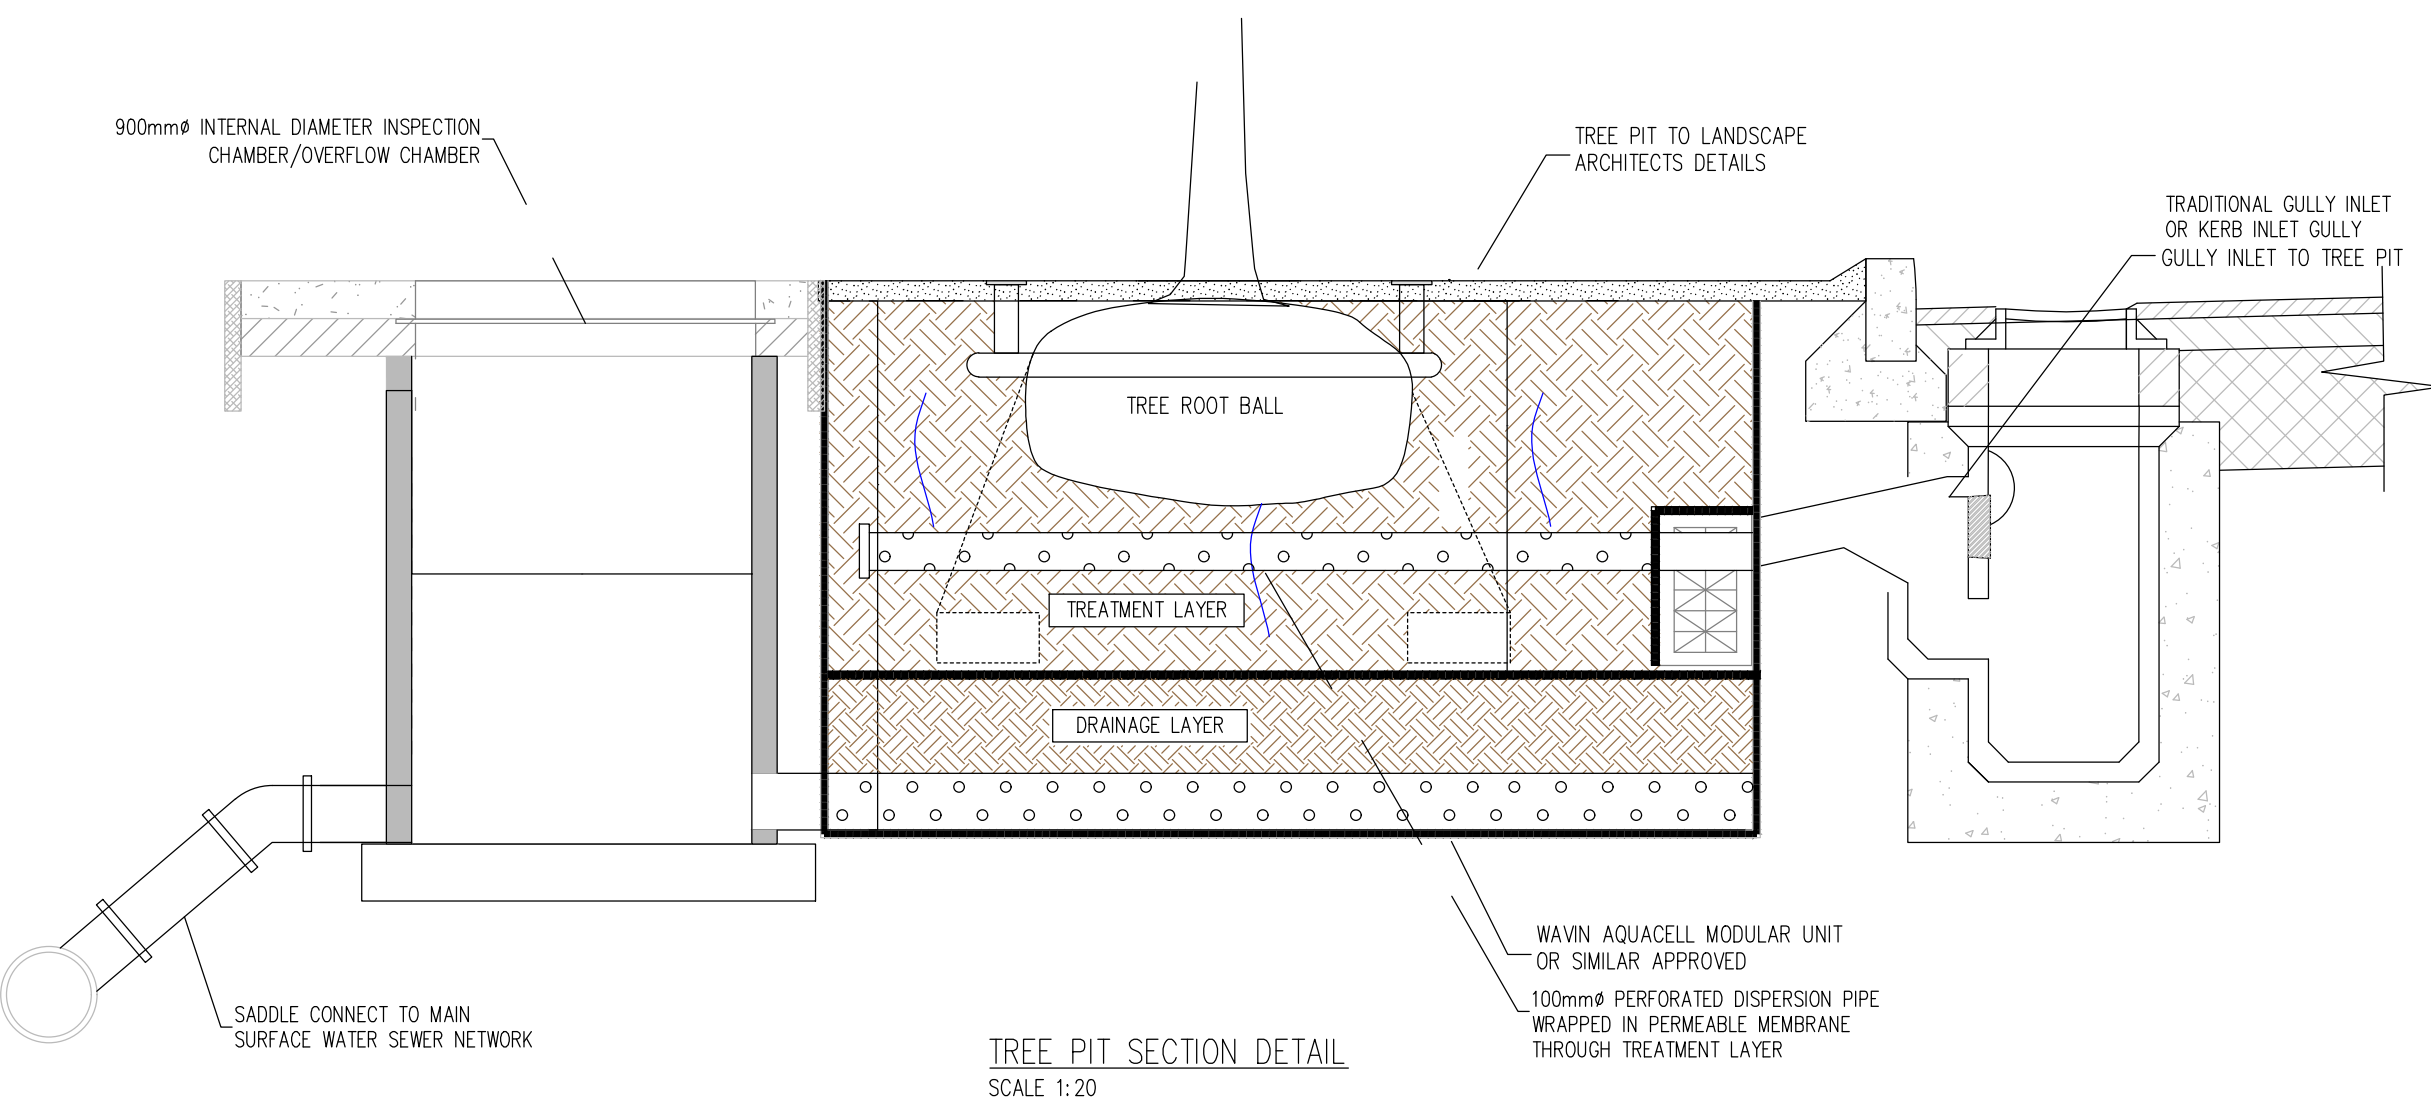 900mmø INTERNAL DIAMETER INSPECTION
CHAMBER/OVERFLOW CHAMBER
TREE PIT TO LANDSCAPE
ARCHITECTS DETAILS
TRADITIONAL GULLY INLET
OR KERB INLET GULLY
GULLY INLET TO TREE PIT
TREE ROOT BALL
TREATMENT LAYER
DRAINAGE LAYER
WAVIN AQUACELL MODULAR UNIT
OR SIMILAR APPROVED
100mmø PERFORATED DISPERSION PIPE
WRAPPED IN PERMEABLE MEMBRANE
THROUGH TREATMENT LAYER
SADDLE CONNECT TO MAIN
SURFACE WATER SEWER NETWORK
TREE PIT SECTION DETAIL
SCALE 1:20